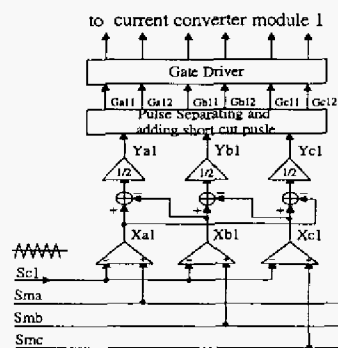 to current converter module 1
Gate Driver
Ga11 Ga12 Gb11 Gb12 Gc11 Gc12
Pulse Separating and
adding short cut pusle
Ya1 Yb1 Yc1
1/2 1/2 1/2
+ − + − + −
Xa1 Xb1 Xc1
− + − + − +
Sc1
Sma
Smb
Smc